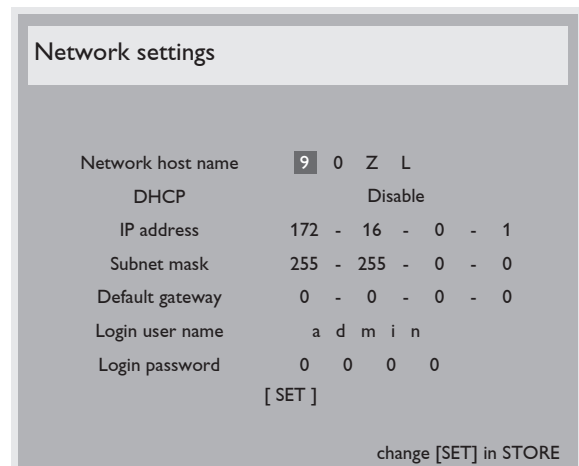 Network settings
Network host name 9 0 Z L
DHCP Disable
IP address 172 - 16 - 0 - 1
Subnet mask 255 - 255 - 0 - 0
Default gateway 0 - 0 - 0 - 0
Login user name a d m i n
Login password 0 0 0 0
[ SET ]
change [SET] in STORE